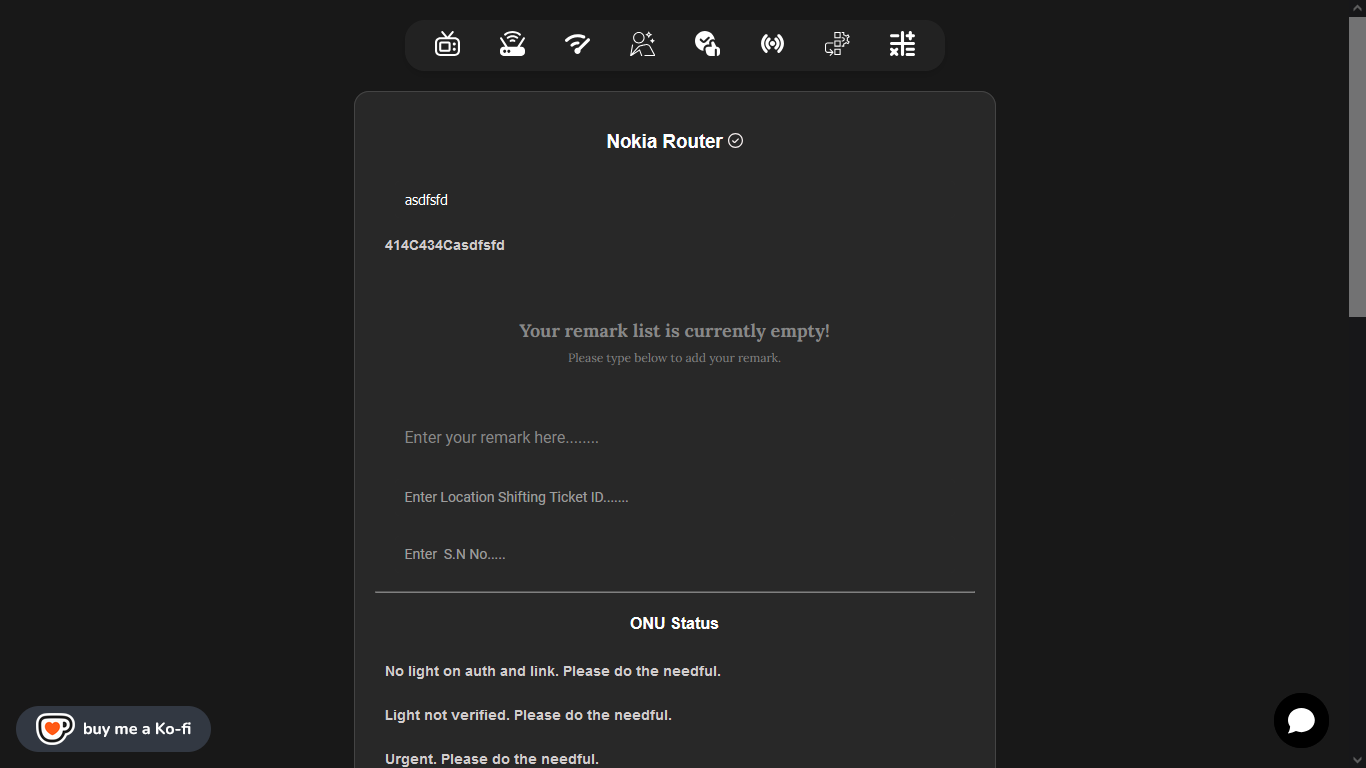 Nokia Router
asdfsfd
414C434Casdfsfd
Your remark list is currently empty!
Please type below to add your remark.
Enter your remark here........
Enter Location Shifting Ticket ID.......
Enter  S.N No.....
ONU Status
No light on auth and link. Please do the needful.
Light not verified. Please do the needful.
Urgent. Please do the needful.
buy me a Ko-fi